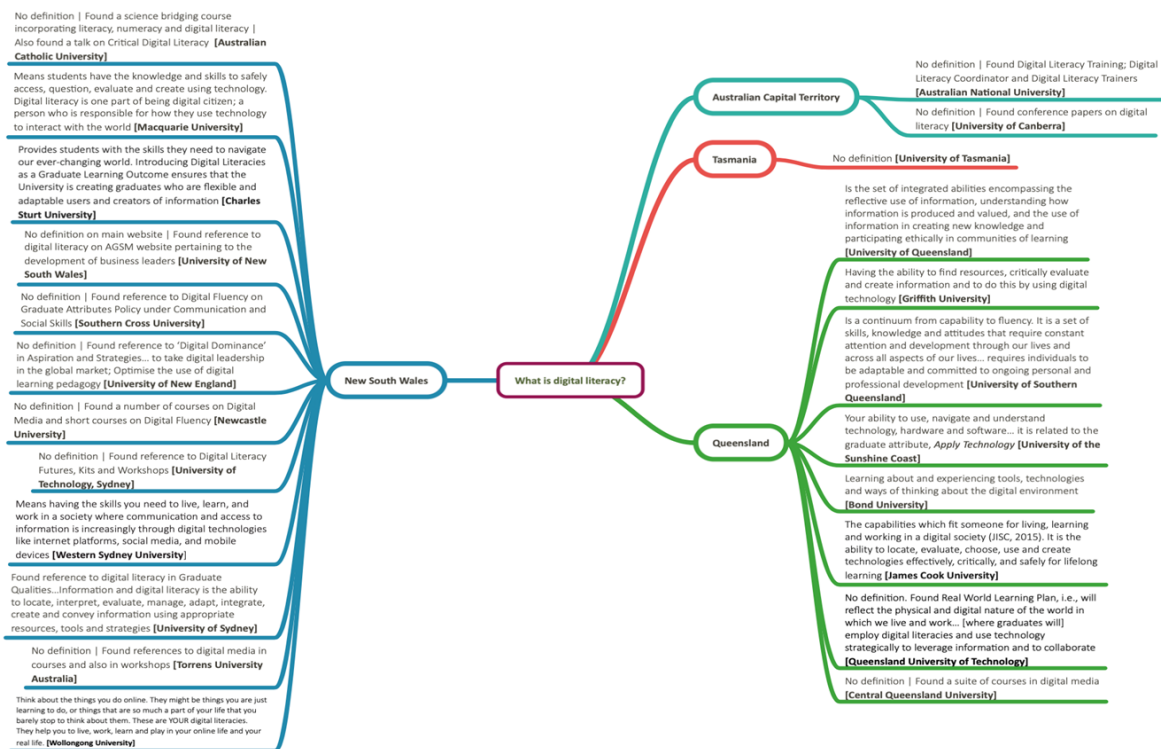 No definition | Found a science bridging course
incorporating literacy, numeracy and digital literacy |
Also found a talk on Critical Digital Literacy [Australian
Catholic University]
Means students have the knowledge and skills to safely
access, question, evaluate and create using technology.
Digital literacy is one part of being digital citizen; a
person who is responsible for how they use technology
to interact with the world [Macquarie University]
Provides students with the skills they need to navigate
our ever-changing world. Introducing Digital Literacies
as a Graduate Learning Outcome ensures that the
University is creating graduates who are flexible and
adaptable users and creators of information [Charles
Sturt University]
No definition on main website | Found reference to
digital literacy on AGSM website pertaining to the
development of business leaders [University of New
South Wales]
No definition | Found reference to Digital Fluency on
Graduate Attributes Policy under Communication and
Social Skills [Southern Cross University]
No definition | Found reference to ‘Digital Dominance’
in Aspiration and Strategies... to take digital leadership
in the global market; Optimise the use of digital
learning pedagogy [University of New England]
No definition | Found a number of courses on Digital
Media and short courses on Digital Fluency [Newcastle
University]
No definition | Found reference to Digital Literacy
Futures, Kits and Workshops [University of
Technology, Sydney]
Means having the skills you need to live, learn, and
work in a society where communication and access to
information is increasingly through digital technologies
like internet platforms, social media, and mobile
devices [Western Sydney University]
Found reference to digital literacy in Graduate
Qualities...Information and digital literacy is the ability
to locate, interpret, evaluate, manage, adapt, integrate,
create and convey information using appropriate
resources, tools and strategies [University of Sydney]
No definition | Found references to digital media in
courses and also in workshops [Torrens University
Australia]
Think about the things you do online. They might be things you are just
learning to do, or things that are so much a part of your life that you
barely stop to think about them. These are YOUR digital literacies.
They help you to live, work, learn and play in your online life and your
real life. [Wollongong University]
New South Wales
What is digital literacy?
Australian Capital Territory
No definition | Found Digital Literacy Training; Digital
Literacy Coordinator and Digital Literacy Trainers
[Australian National University]
No definition | Found conference papers on digital
literacy [University of Canberra]
Tasmania
No definition [University of Tasmania]
Queensland
Is the set of integrated abilities encompassing the
reflective use of information, understanding how
information is produced and valued, and the use of
information in creating new knowledge and
participating ethically in communities of learning
[University of Queensland]
Having the ability to find resources, critically evaluate
and create information and to do this by using digital
technology [Griffith University]
Is a continuum from capability to fluency. It is a set of
skills, knowledge and attitudes that require constant
attention and development through our lives and
across all aspects of our lives... requires individuals to
be adaptable and committed to ongoing personal and
professional development [University of Southern
Queensland]
Your ability to use, navigate and understand
technology, hardware and software... it is related to the
graduate attribute, Apply Technology [University of the
Sunshine Coast]
Learning about and experiencing tools, technologies
and ways of thinking about the digital environment
[Bond University]
The capabilities which fit someone for living, learning
and working in a digital society (JISC, 2015). It is the
ability to locate, evaluate, choose, use and create
technologies effectively, critically, and safely for lifelong
learning [James Cook University]
No definition. Found Real World Learning Plan, i.e., will
reflect the physical and digital nature of the world in
which we live and work... [where graduates will]
employ digital literacies and use technology
strategically to leverage information and to collaborate
[Queensland University of Technology]
No definition | Found a suite of courses in digital media
[Central Queensland University]